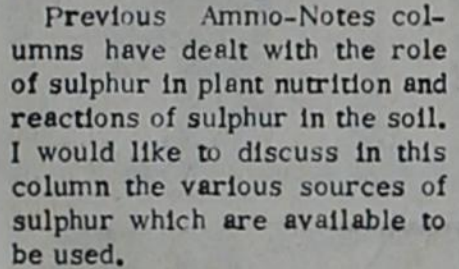 Previous Ammo-Notes col-
umns have dealt with the role
of sulphur in plant nutrition and
reactions of sulphur in the soil.
I would like to discuss in this
column the various sources of
sulphur which are available to
be used.